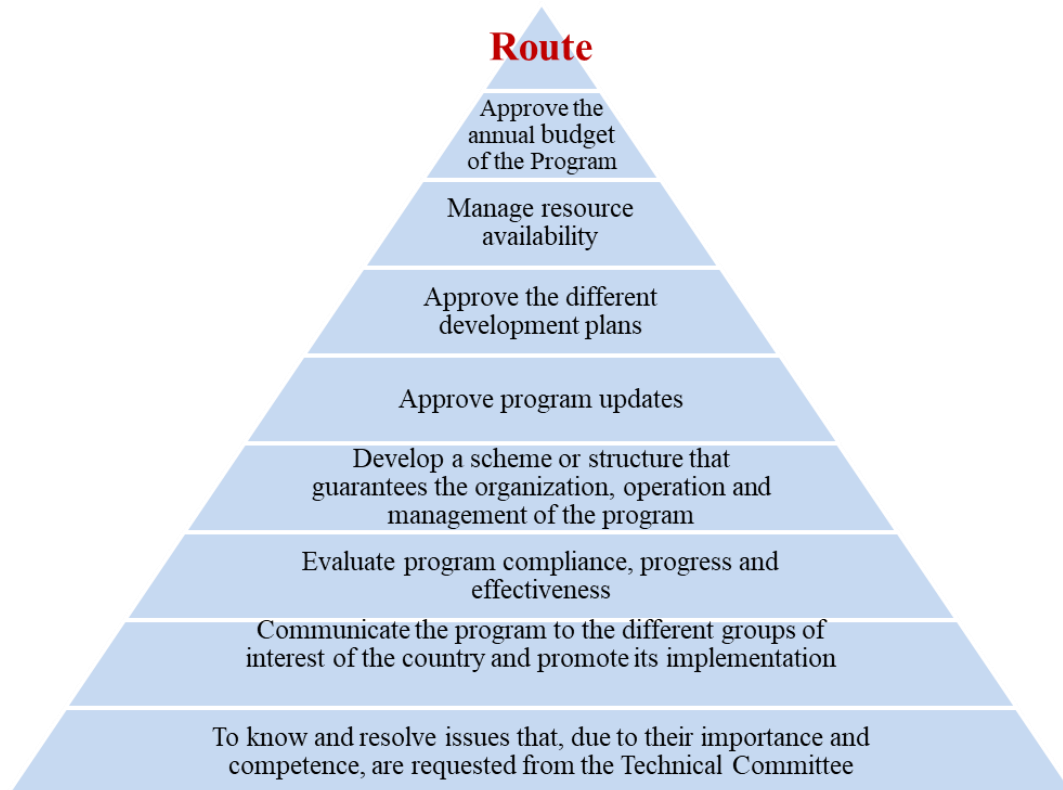 Route
Approve the
annual budget
of the Program
Manage resource
availability
Approve the different
development plans
Approve program updates
Develop a scheme or structure that
guarantees the organization, operation and
management of the program
Evaluate program compliance, progress and
effectiveness
Communicate the program to the different groups of
interest of the country and promote its implementation
To know and resolve issues that, due to their importance and
competence, are requested from the Technical Committee